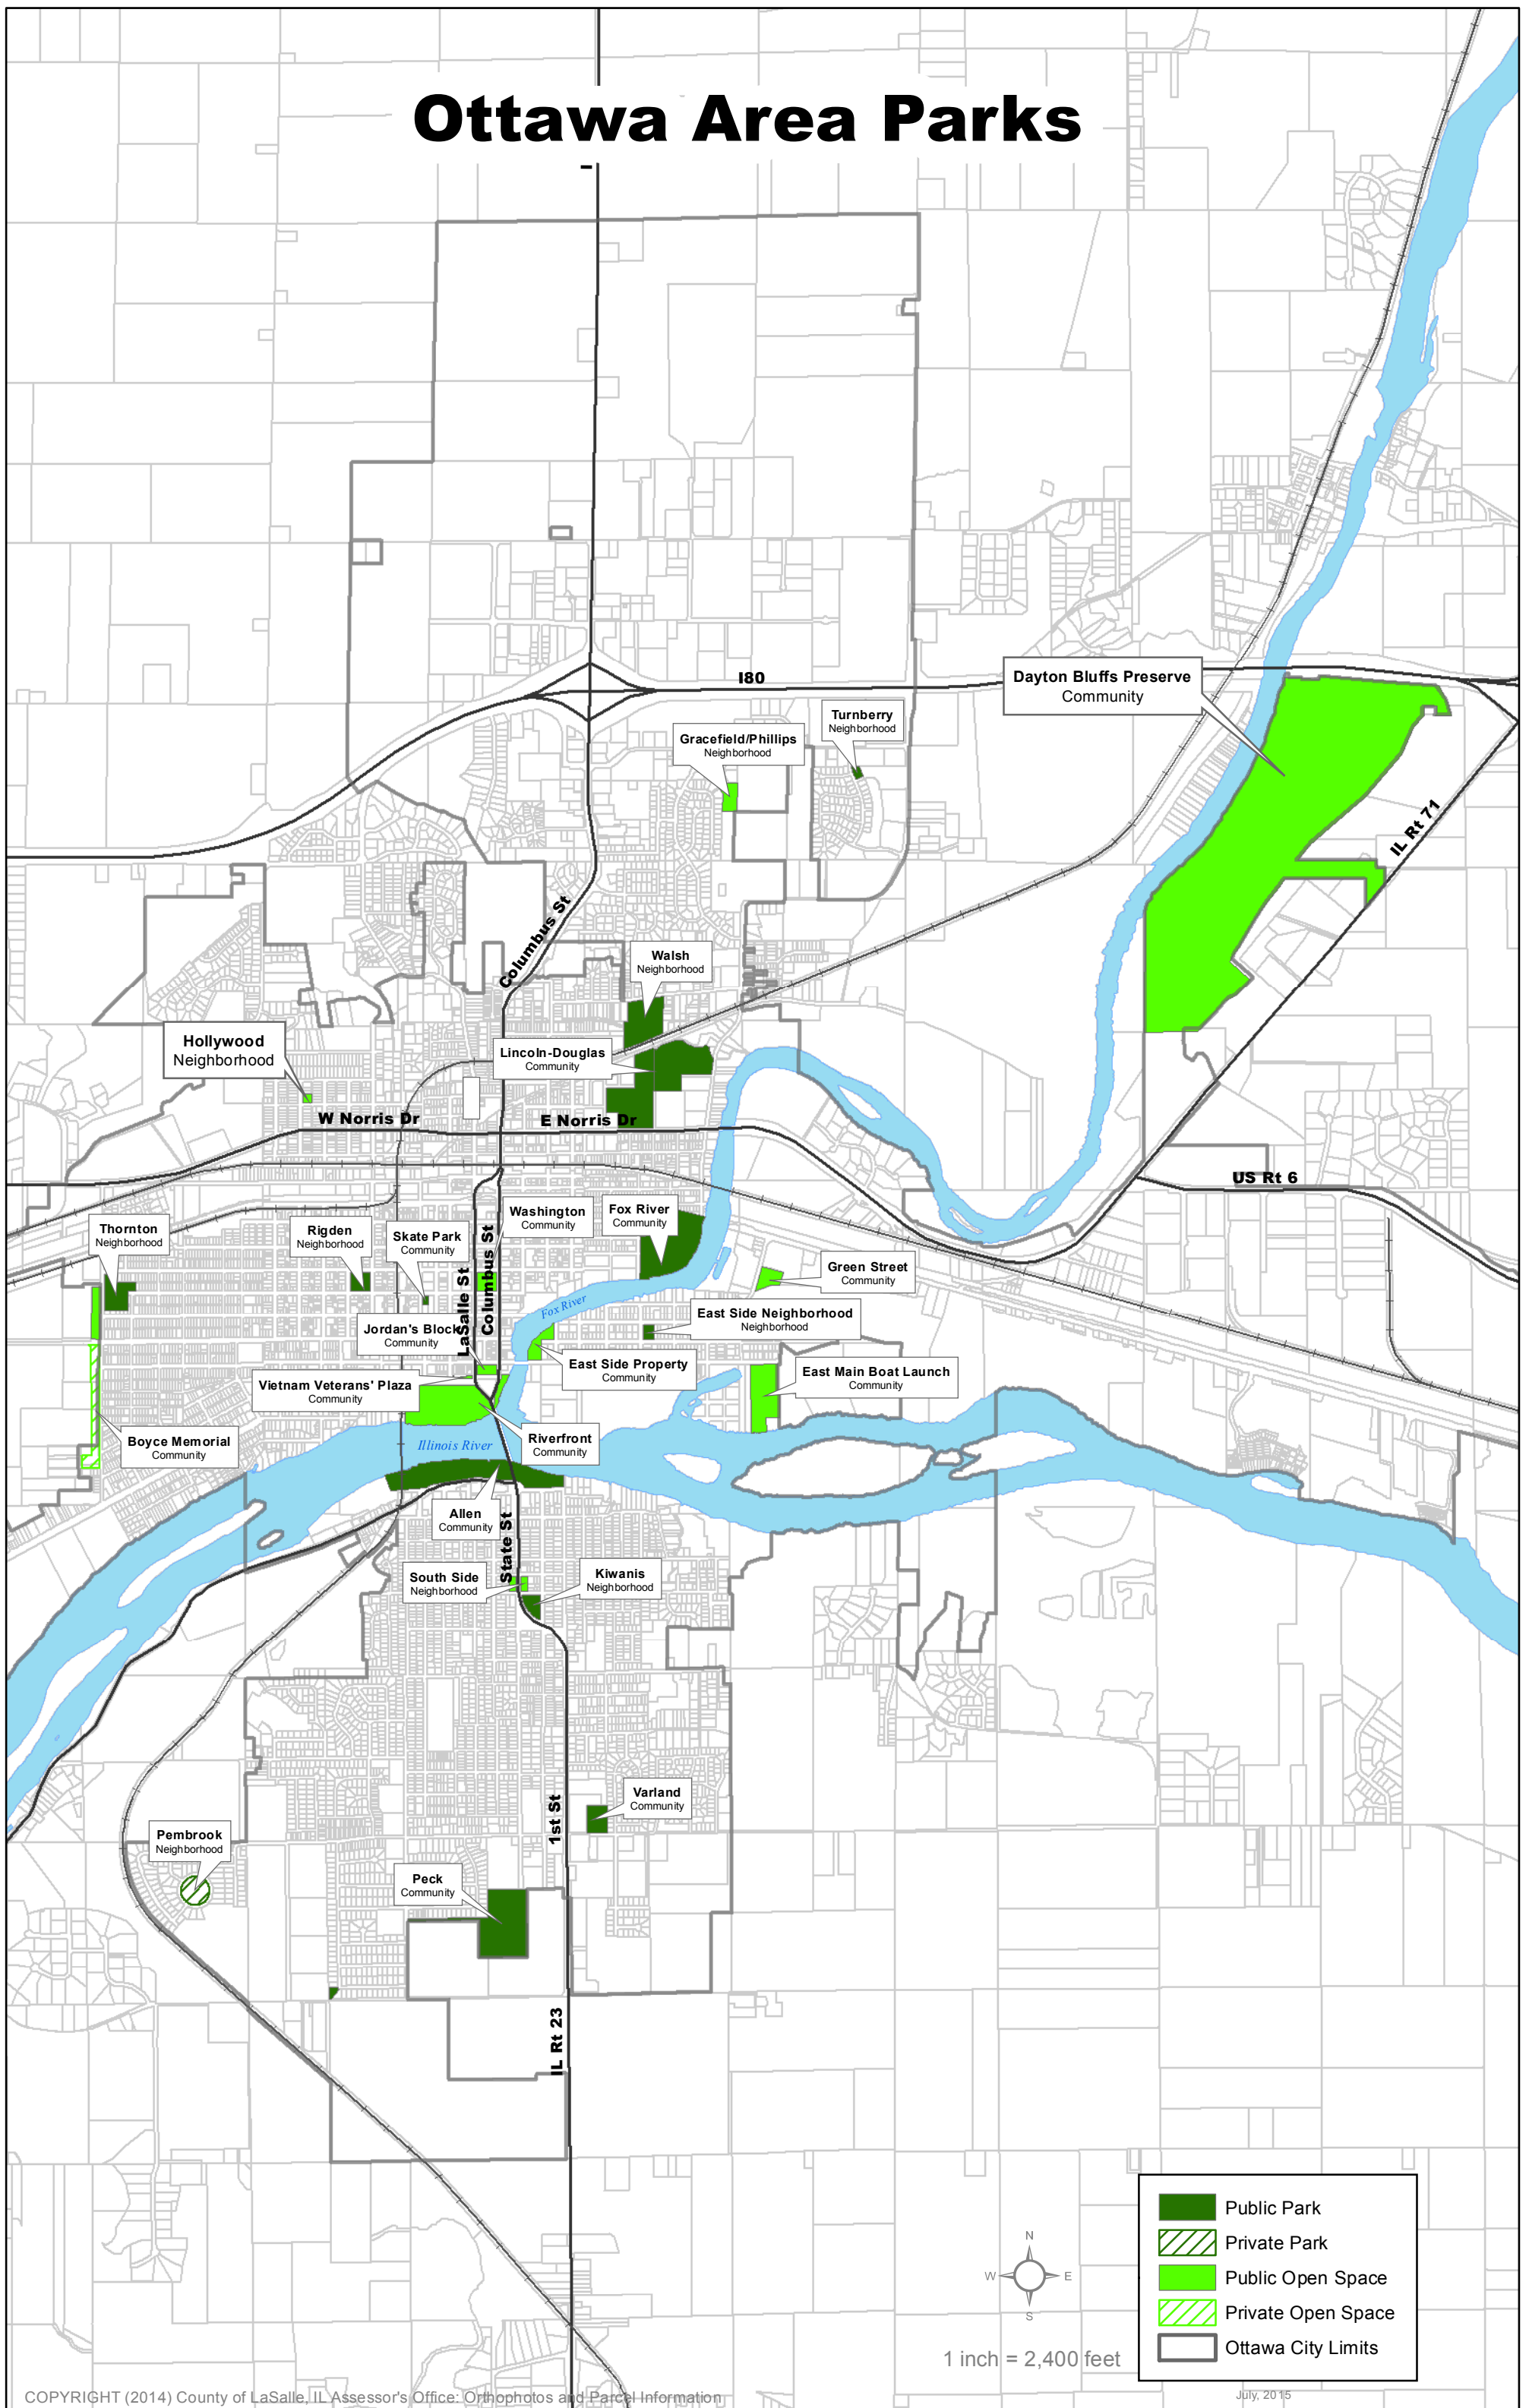 Ottawa Area Parks
I80
Dayton Bluffs Preserve
Community
Turnberry
Neighborhood
Gracefield/Phillips
Neighborhood
IL Rt 71
Columbus St
Walsh
Neighborhood
Hollywood
Neighborhood
Lincoln-Douglas
Community
W Norris Dr
E Norris Dr
US Rt 6
Thornton
Neighborhood
Rigden
Neighborhood
Skate Park
Community
Washington
Community
Fox River
Community
Columbus St
LaSalle St
Green Street
Community
Fox River
East Side Neighborhood
Neighborhood
Jordan's Block
Community
East Side Property
Community
East Main Boat Launch
Community
Vietnam Veterans' Plaza
Community
Boyce Memorial
Community
Illinois River
Riverfront
Community
Allen
Community
State St
South Side
Neighborhood
Kiwanis
Neighborhood
Varland
Community
1st St
Pembrook
Neighborhood
Peck
Community
IL Rt 23
Public Park
Private Park
Public Open Space
Private Open Space
Ottawa City Limits
N
W
E
S
1 inch = 2,400 feet
COPYRIGHT (2014) County of LaSalle, IL Assessor's Office: Orthophotos and Parcel Information
July, 2015